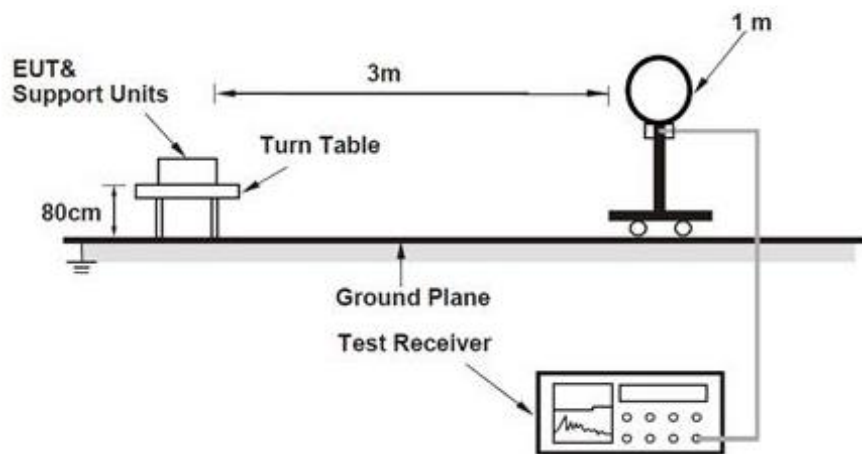 1 m
EUT&
Support Units
3m
Turn Table
80cm
Ground Plane
Test Receiver